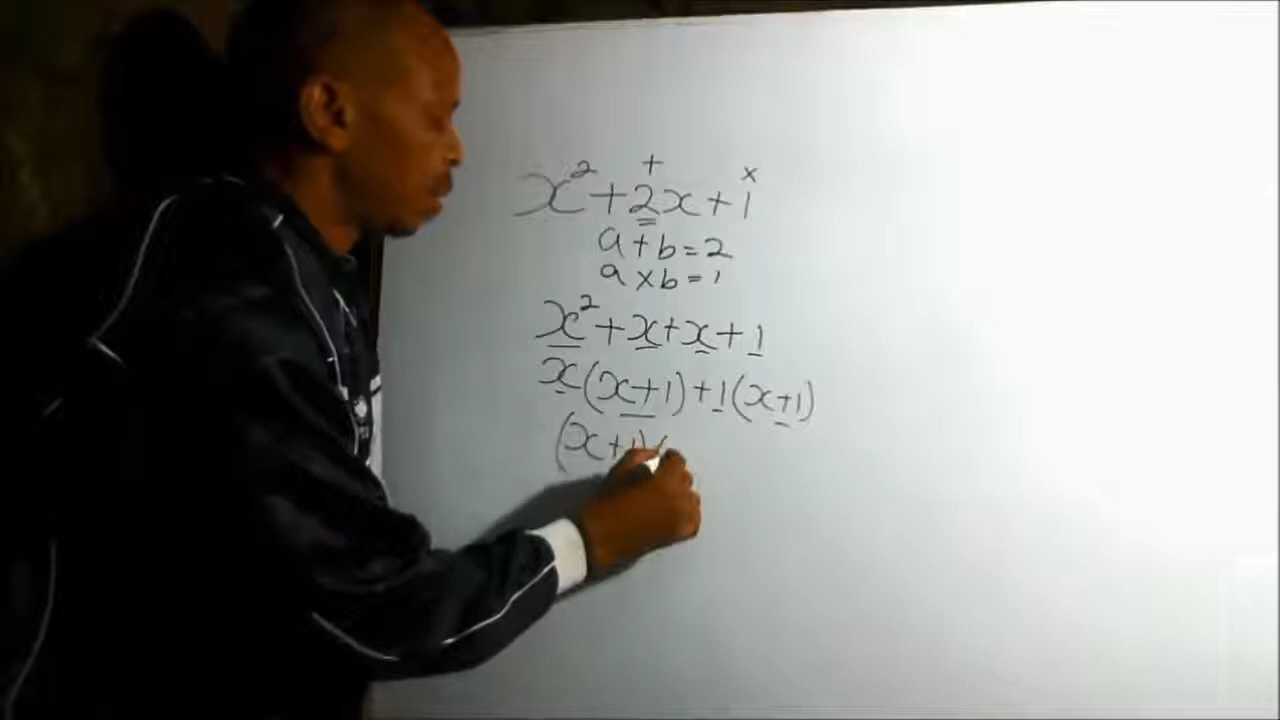 + x
x² + 2x + 1
a + b = 2
a x b = 1
x² + x + x + 1
x(x+1) + 1(x+1)
(x+1)(